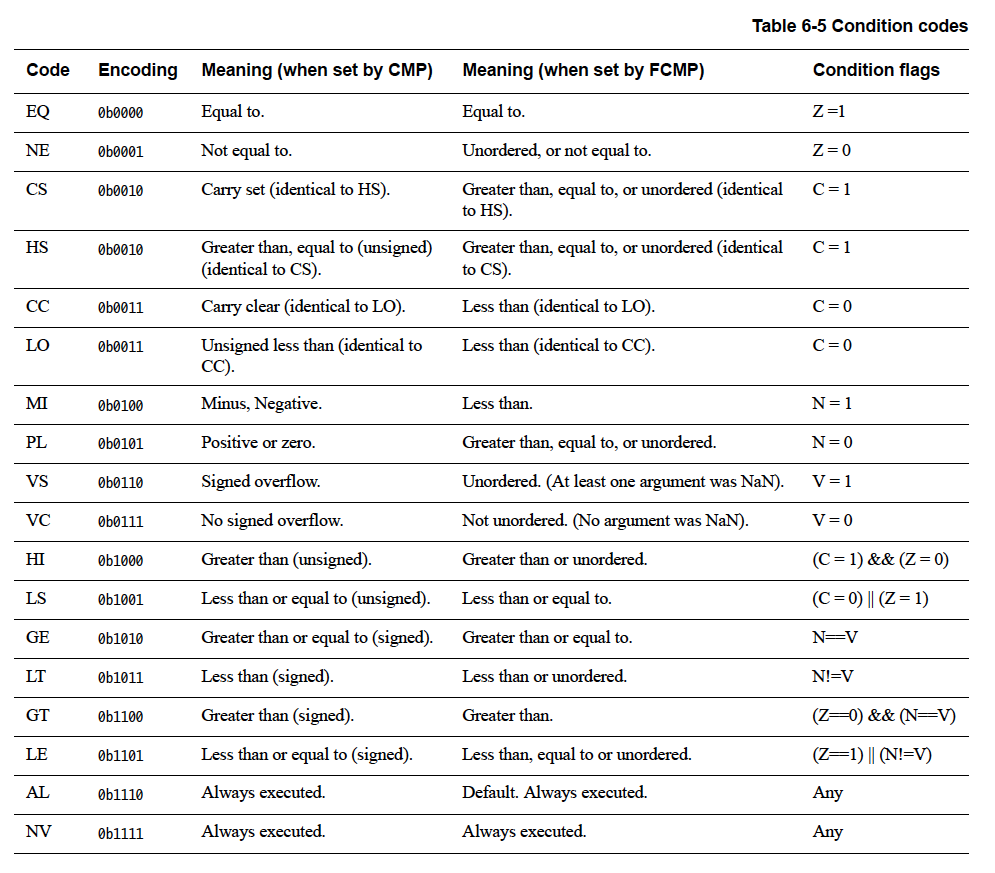 Table 6-5 Condition codes
Code Encoding Meaning (when set by CMP) Meaning (when set by FCMP) Condition flags
EQ 0b0000 Equal to. Equal to. Z =1
NE 0b0001 Not equal to. Unordered, or not equal to. Z = 0
CS 0b0010 Carry set (identical to HS). Greater than, equal to, or unordered (identical C = 1
to HS).
HS 0b0010 Greater than, equal to (unsigned) Greater than, equal to, or unordered (identical C = 1
(identical to CS). to CS).
CC 0b0011 Carry clear (identical to LO). Less than (identical to LO). C = 0
LO 0b0011 Unsigned less than (identical to Less than (identical to CC). C = 0
CC).
MI 0b0100 Minus, Negative. Less than. N = 1
PL 0b0101 Positive or zero. Greater than, equal to, or unordered. N = 0
VS 0b0110 Signed overflow. Unordered. (At least one argument was NaN). V = 1
VC 0b0111 No signed overflow. Not unordered. (No argument was NaN). V = 0
HI 0b1000 Greater than (unsigned). Greater than or unordered. (C = 1) && (Z = 0)
LS 0b1001 Less than or equal to (unsigned). Less than or equal to. (C = 0) || (Z = 1)
GE 0b1010 Greater than or equal to (signed). Greater than or equal to. N==V
LT 0b1011 Less than (signed). Less than or unordered. N!=V
GT 0b1100 Greater than (signed). Greater than. (Z==0) && (N==V)
LE 0b1101 Less than or equal to (signed). Less than, equal to or unordered. (Z==1) || (N!=V)
AL 0b1110 Always executed. Default. Always executed. Any
NV 0b1111 Always executed. Always executed. Any